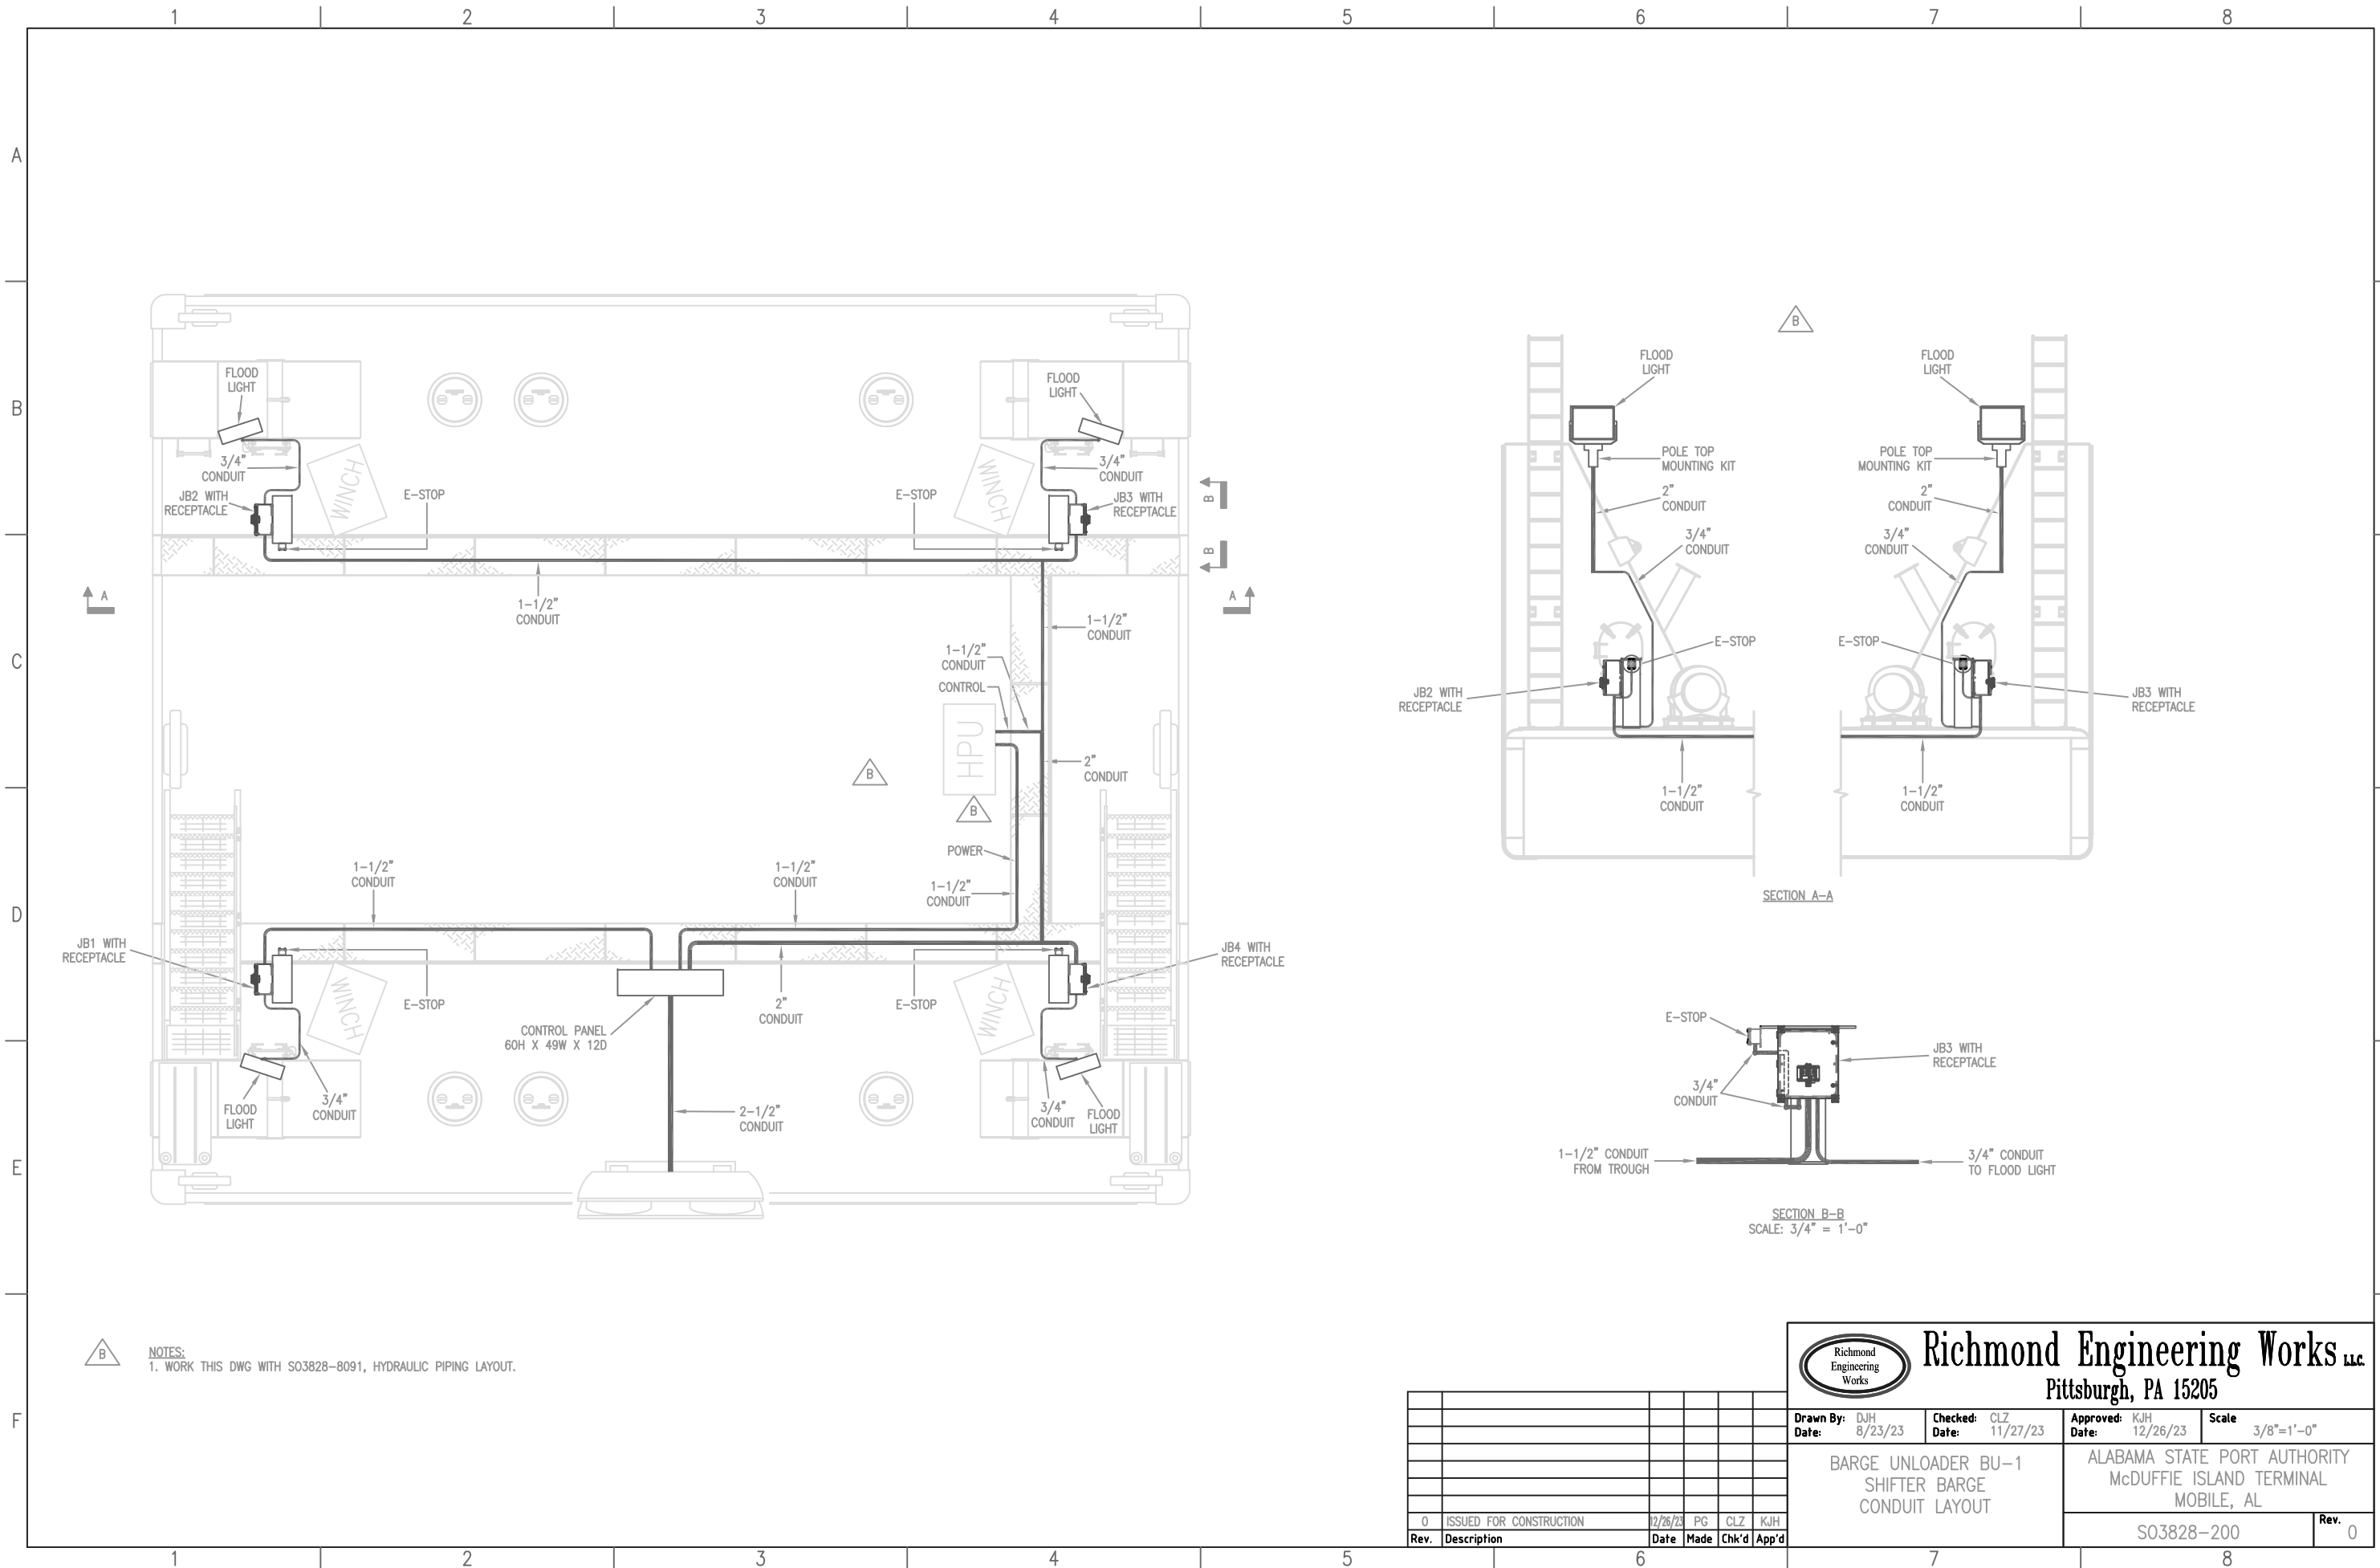 1 2 3 4 5 6 7 8
A
B
C
D
E
F
FLOOD
LIGHT
3/4"
CONDUIT
JB2 WITH
RECEPTACLE
WINCH
E-STOP
E-STOP
WINCH
FLOOD
LIGHT
3/4"
CONDUIT
JB3 WITH
RECEPTACLE
B
B
A
A
1-1/2"
CONDUIT
1-1/2"
CONDUIT
1-1/2"
CONDUIT
CONTROL
HPU
2"
CONDUIT
B
B
POWER
1-1/2"
CONDUIT
1-1/2"
CONDUIT
1-1/2"
CONDUIT
JB1 WITH
RECEPTACLE
WINCH
E-STOP
CONTROL PANEL
60H X 49W X 12D
2"
CONDUIT
E-STOP
WINCH
JB4 WITH
RECEPTACLE
FLOOD
LIGHT
3/4"
CONDUIT
2-1/2"
CONDUIT
3/4"
CONDUIT
FLOOD
LIGHT
B
FLOOD
LIGHT
FLOOD
LIGHT
POLE TOP
MOUNTING KIT
POLE TOP
MOUNTING KIT
2"
CONDUIT
2"
CONDUIT
3/4"
CONDUIT
3/4"
CONDUIT
E-STOP
E-STOP
JB2 WITH
RECEPTACLE
JB3 WITH
RECEPTACLE
1-1/2"
CONDUIT
1-1/2"
CONDUIT
SECTION A-A
E-STOP
JB3 WITH
RECEPTACLE
3/4"
CONDUIT
1-1/2" CONDUIT
FROM TROUGH
3/4" CONDUIT
TO FLOOD LIGHT
SECTION B-B
SCALE: 3/4" = 1'-0"
B
NOTES:
1. WORK THIS DWG WITH SO3828-8091, HYDRAULIC PIPING LAYOUT.
Richmond
Engineering
Works
Richmond Engineering Works LLC.
Pittsburgh, PA 15205
Drawn By: DJH
Date: 8/23/23
Checked: CLZ
Date: 11/27/23
Approved: KJH
Date: 12/26/23
Scale
3/8"=1'-0"
BARGE UNLOADER BU-1
SHIFTER BARGE
CONDUIT LAYOUT
ALABAMA STATE PORT AUTHORITY
McDUFFIE ISLAND TERMINAL
MOBILE, AL
SO3828-200
Rev.
0
0 ISSUED FOR CONSTRUCTION 12/26/23 PG CLZ KJH
Rev. Description Date Made Chk'd App'd
1 2 3 4 5 6 7 8